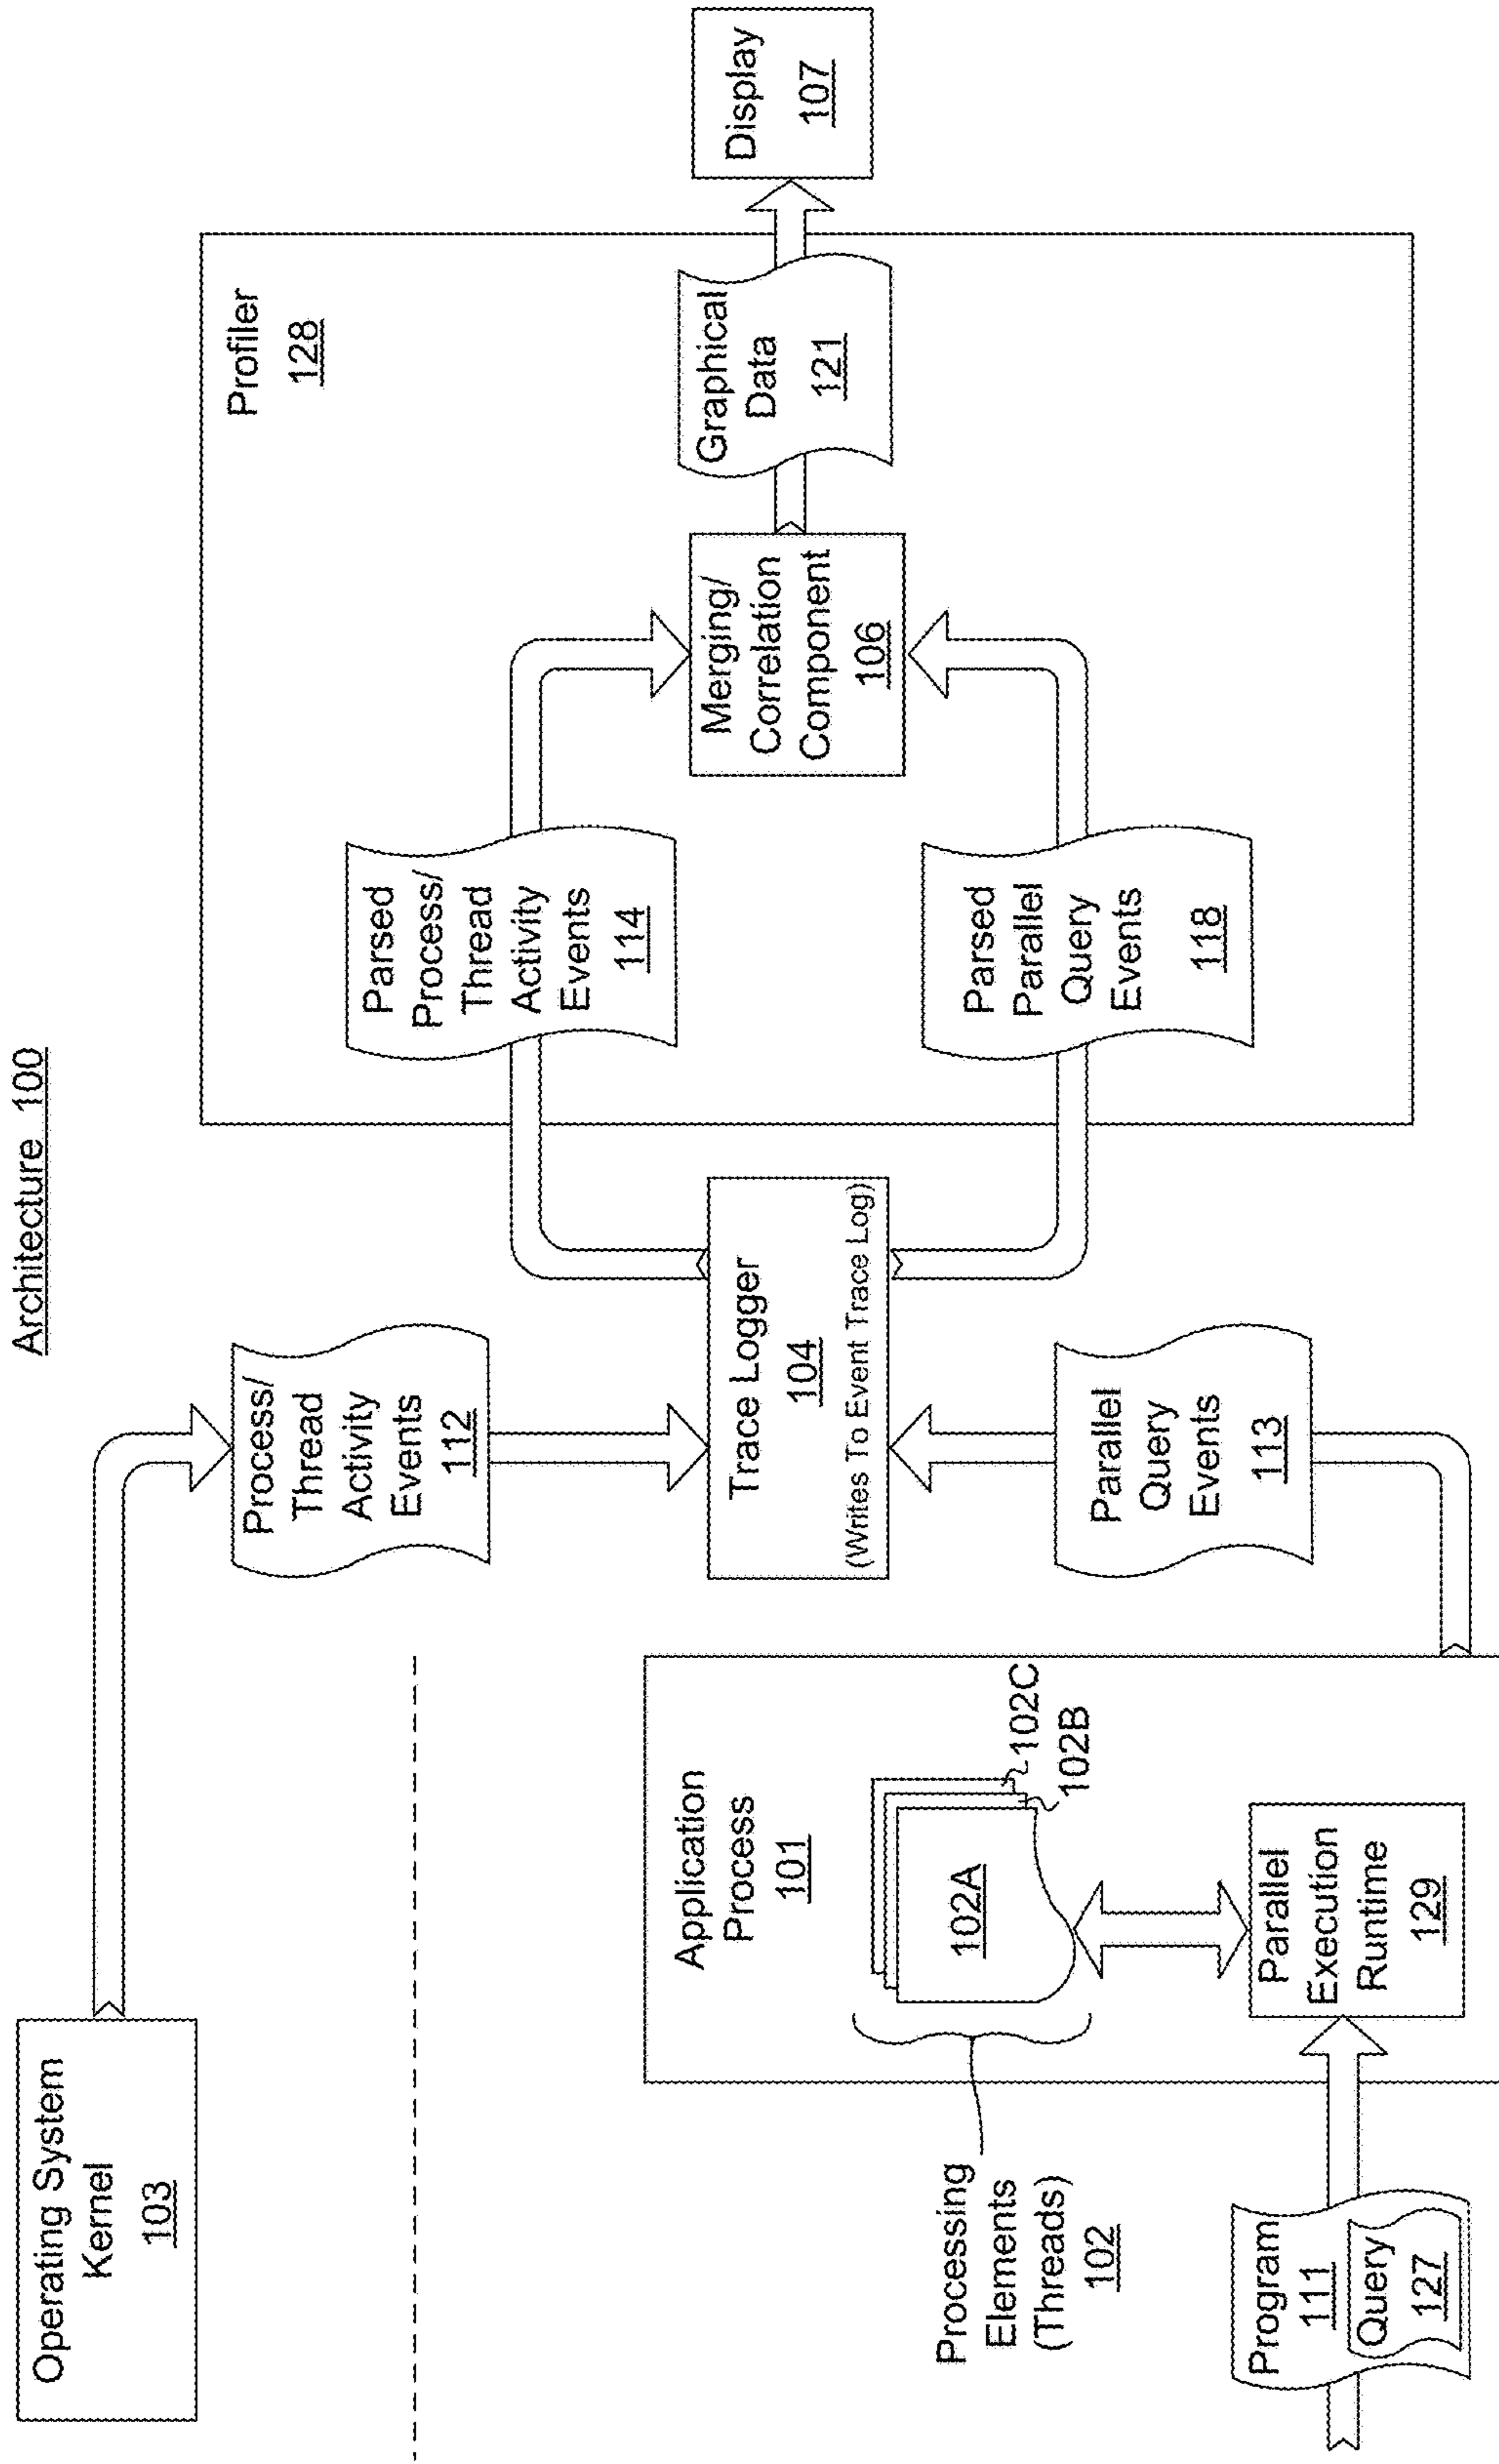 Architecture 100
Operating System
Kernel
103
Process/
Thread
Activity
Events
112
Application
Process
101
102A
102C
102B
Processing
Elements
(Threads)
102
Parallel
Execution
Runtime
129
Program
111
Query
127
Trace Logger
104
(Writes To Event Trace Log)
Parallel
Query
Events
113
Profiler
128
Parsed
Process/
Thread
Activity
Events
114
Parsed
Parallel
Query
Events
118
Merging/
Correlation
Component
106
Graphical
Data
121
Display
107